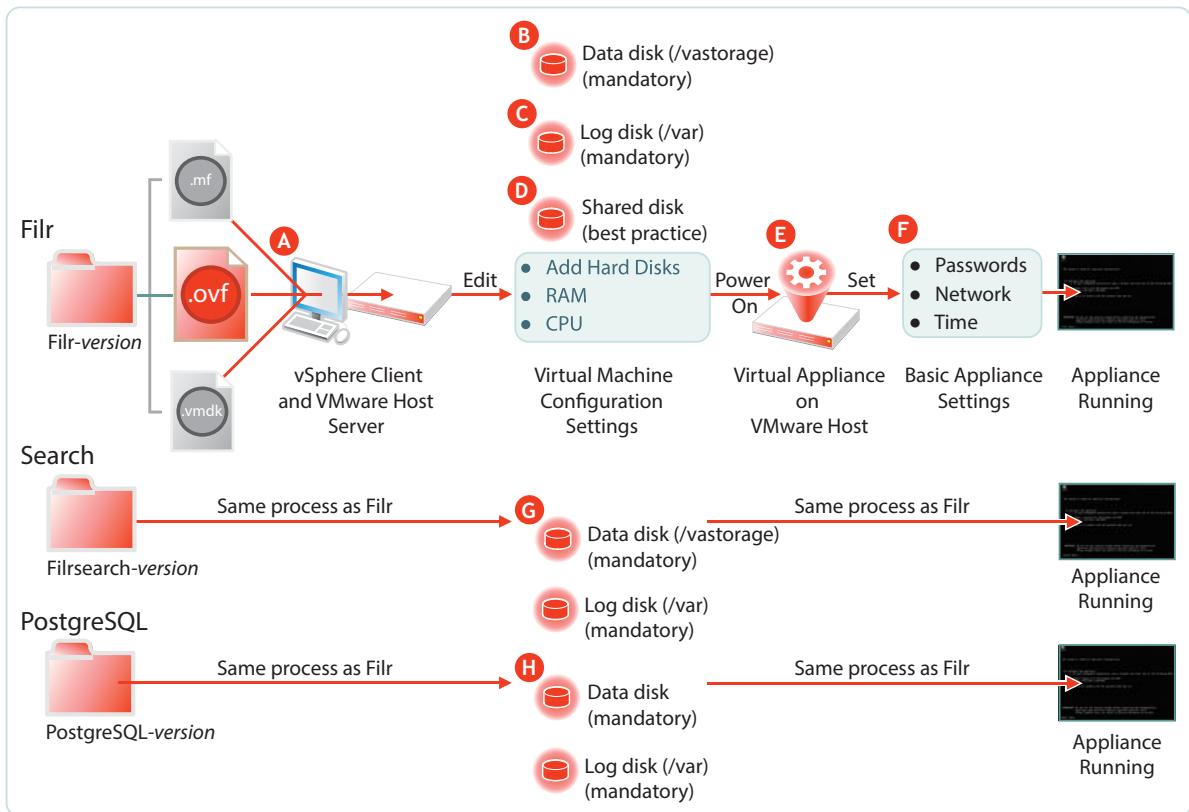 B
Data disk (/vastorage)
(mandatory)
C
Log disk (/var)
(mandatory)
D
Shared disk
(best practice)
Filr
.mf
.ovf
.vmdk
Filr-version
A
vSphere Client
and VMware Host
Server
Edit
• Add Hard Disks
• RAM
• CPU
Virtual Machine
Configuration
Settings
Power
On
E
Virtual Appliance
on
VMware Host
Set
F
• Passwords
• Network
• Time
Basic Appliance
Settings
Appliance
Running
Search
Filrsearch-version
Same process as Filr
G
Data disk (/vastorage)
(mandatory)
Log disk (/var)
(mandatory)
Same process as Filr
Appliance
Running
PostgreSQL
PostgreSQL-version
Same process as Filr
H
Data disk
(mandatory)
Log disk (/var)
(mandatory)
Same process as Filr
Appliance
Running